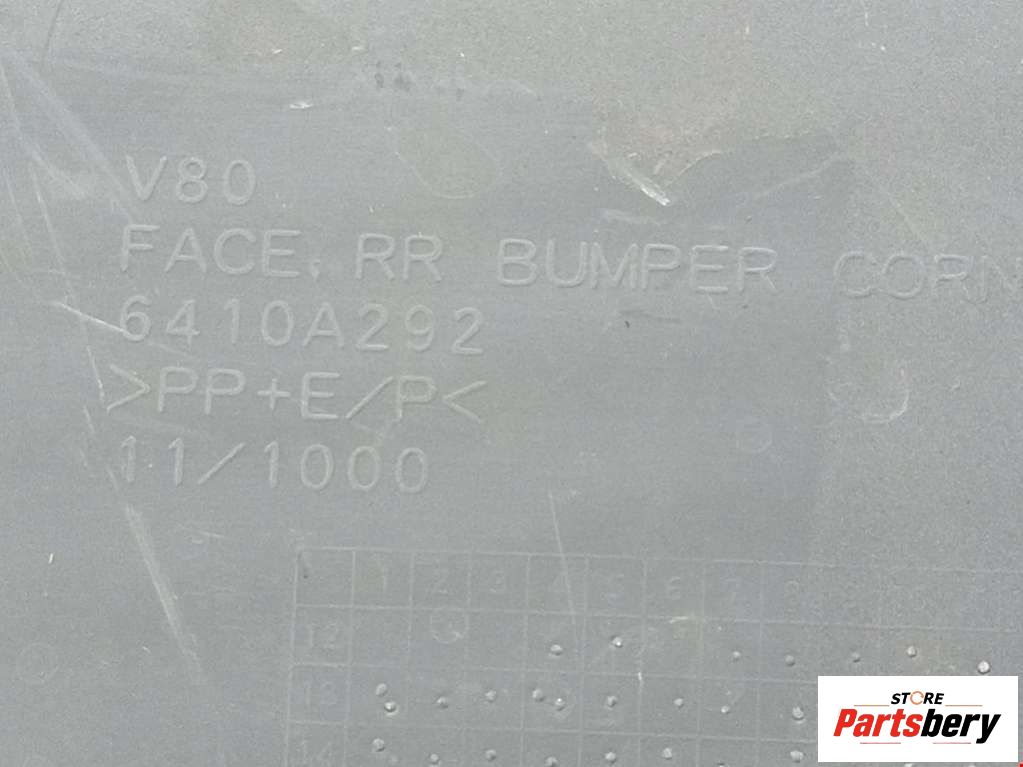 V80
FACE, RR BUMPER CORN
6410A292
>PP+E/P<
11/1000
1 2 3 4 5 6 7 8
12
13
14
STORE
Partsbery